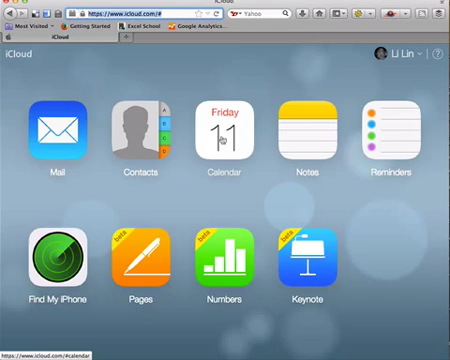 iCloud
https://www.icloud.com/#
Yahoo
Most Visited
Getting Started
Excel School
Google Analytics...
iCloud
iCloud
Li Lin
?
Friday
11
A
B
C
D
Mail
Contacts
Calendar
Notes
Reminders
beta
beta
beta
Find My iPhone
Pages
Numbers
Keynote
https://www.icloud.com/#calendar